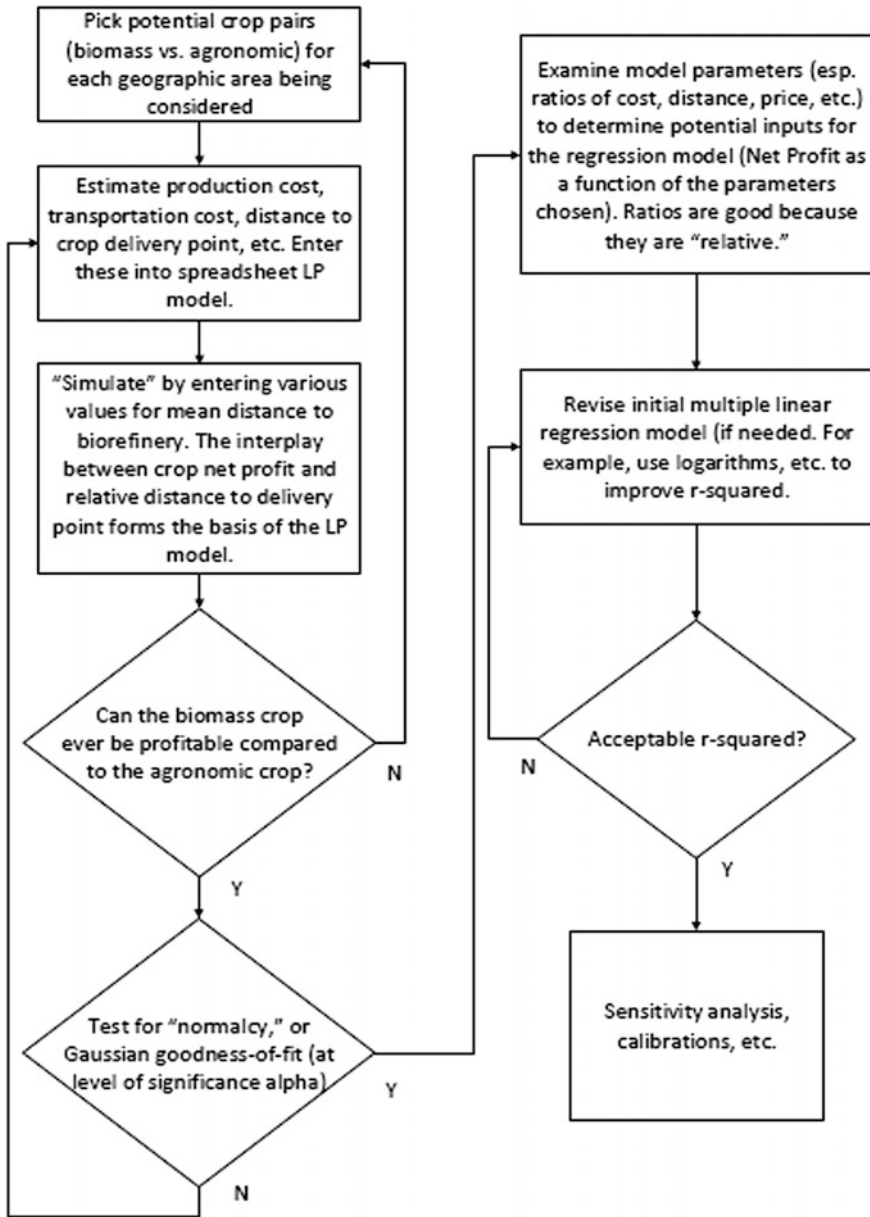 Pick potential crop pairs
(biomass vs. agronomic) for
each geographic area being
considered
Estimate production cost,
transportation cost, distance to
crop delivery point, etc. Enter
these into spreadsheet LP
model.
"Simulate" by entering various
values for mean distance to
biorefinery. The interplay
between crop net profit and
relative distance to delivery
point forms the basis of the LP
model.
Can the biomass crop
ever be profitable compared
to the agronomic crop?
N
Y
Test for "normalcy," or
Gaussian goodness-of-fit (at
level of significance alpha)
Y
N
Examine model parameters (esp.
ratios of cost, distance, price, etc.)
to determine potential inputs for
the regression model (Net Profit as
a function of the parameters
chosen). Ratios are good because
they are "relative."
Revise initial multiple linear
regression model (if needed. For
example, use logarithms, etc. to
improve r-squared.
Acceptable r-squared?
N
Y
Sensitivity analysis,
calibrations, etc.